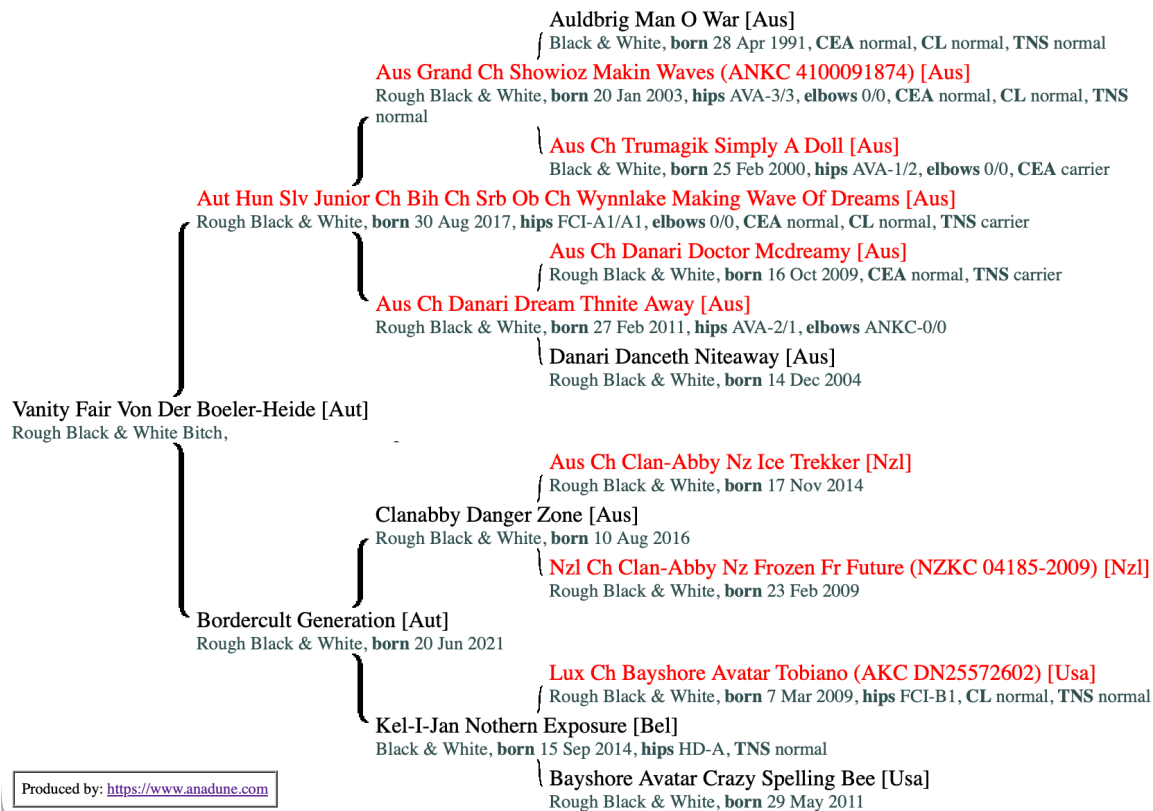 Auldbrig Man O War [Aus]
Black & White, born 28 Apr 1991, CEA normal, CL normal, TNS normal
Aus Grand Ch Showioz Makin Waves (ANKC 4100091874) [Aus]
Rough Black & White, born 20 Jan 2003, hips AVA-3/3, elbows 0/0, CEA normal, CL normal, TNS
normal
Aus Ch Trumagik Simply A Doll [Aus]
Black & White, born 25 Feb 2000, hips AVA-1/2, elbows 0/0, CEA carrier
Aut Hun Slv Junior Ch Bih Ch Srb Ob Ch Wynnlake Making Wave Of Dreams [Aus]
Rough Black & White, born 30 Aug 2017, hips FCI-A1/A1, elbows 0/0, CEA normal, CL normal, TNS carrier
Aus Ch Danari Doctor Mcdreamy [Aus]
Rough Black & White, born 16 Oct 2009, CEA normal, TNS carrier
Aus Ch Danari Dream Thnite Away [Aus]
Rough Black & White, born 27 Feb 2011, hips AVA-2/1, elbows ANKC-0/0
Danari Danceth Niteaway [Aus]
Rough Black & White, born 14 Dec 2004
Vanity Fair Von Der Boeler-Heide [Aut]
Rough Black & White Bitch,
Aus Ch Clan-Abby Nz Ice Trekker [Nzl]
Rough Black & White, born 17 Nov 2014
Clanabby Danger Zone [Aus]
Rough Black & White, born 10 Aug 2016
Nzl Ch Clan-Abby Nz Frozen Fr Future (NZKC 04185-2009) [Nzl]
Rough Black & White, born 23 Feb 2009
Bordercult Generation [Aut]
Rough Black & White, born 20 Jun 2021
Lux Ch Bayshore Avatar Tobiano (AKC DN25572602) [Usa]
Rough Black & White, born 7 Mar 2009, hips FCI-B1, CL normal, TNS normal
Kel-I-Jan Nothern Exposure [Bel]
Black & White, born 15 Sep 2014, hips HD-A, TNS normal
Bayshore Avatar Crazy Spelling Bee [Usa]
Rough Black & White, born 29 May 2011
Produced by: https://www.anadune.com